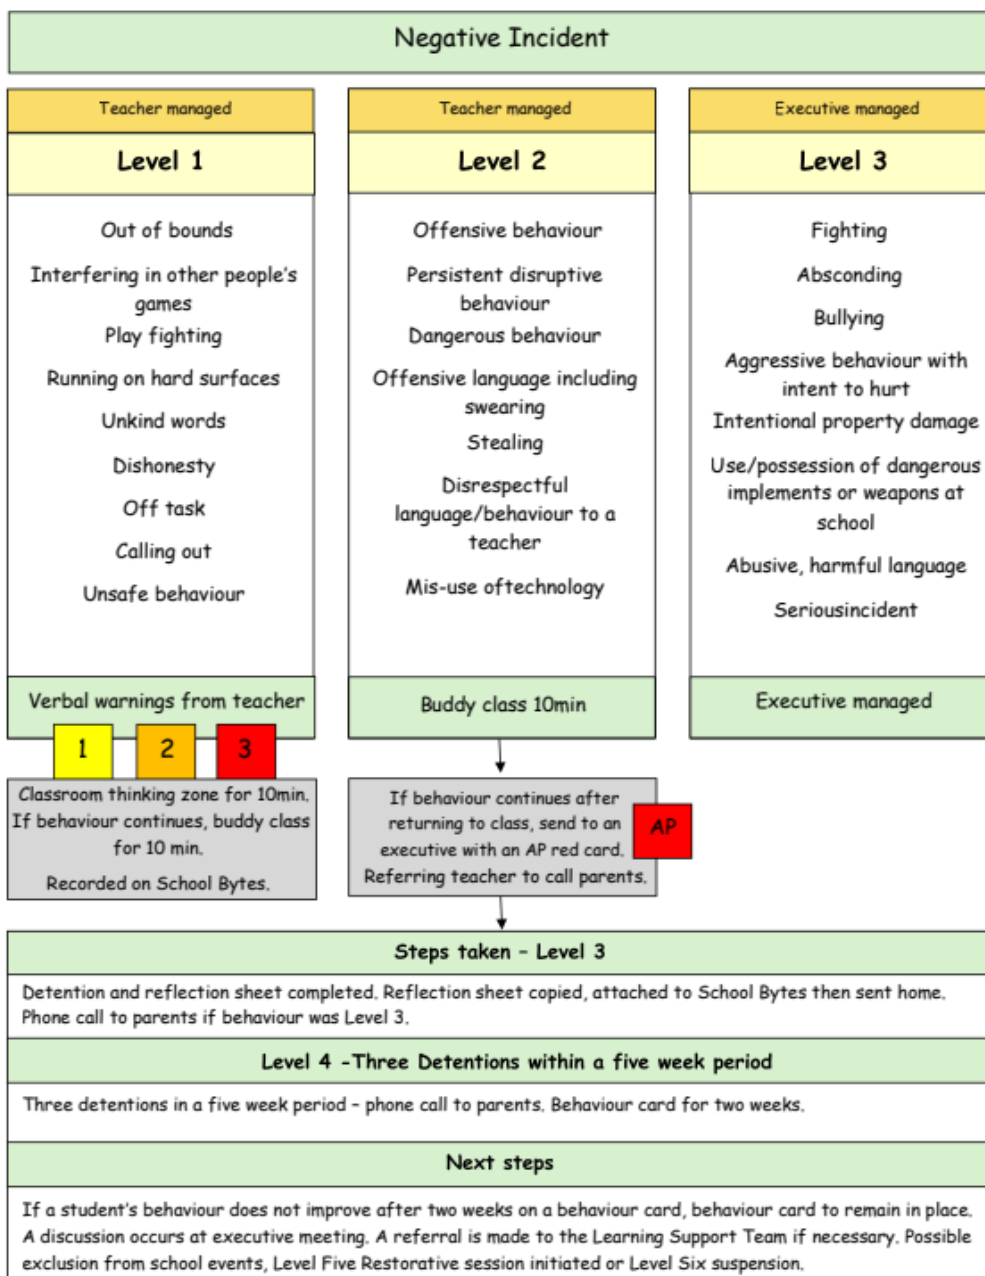 Negative Incident
Teacher managed
Level 1
Out of bounds
Interfering in other people's
games
Play fighting
Running on hard surfaces
Unkind words
Dishonesty
Off task
Calling out
Unsafe behaviour
Verbal warnings from teacher
1 2 3
Classroom thinking zone for 10min.
If behaviour continues, buddy class
for 10 min.
Recorded on School Bytes.
Teacher managed
Level 2
Offensive behaviour
Persistent disruptive
behaviour
Dangerous behaviour
Offensive language including
swearing
Stealing
Disrespectful
language/behaviour to a
teacher
Mis-use oftechnology
Buddy class 10min
If behaviour continues after
returning to class, send to an
executive with an AP red card.
Referring teacher to call parents.
AP
Executive managed
Level 3
Fighting
Absconding
Bullying
Aggressive behaviour with
intent to hurt
Intentional property damage
Use/possession of dangerous
implements or weapons at
school
Abusive, harmful language
Seriousincident
Executive managed
Steps taken – Level 3
Detention and reflection sheet completed. Reflection sheet copied, attached to School Bytes then sent home.
Phone call to parents if behaviour was Level 3.
Level 4 -Three Detentions within a five week period
Three detentions in a five week period – phone call to parents. Behaviour card for two weeks.
Next steps
If a student's behaviour does not improve after two weeks on a behaviour card, behaviour card to remain in place.
A discussion occurs at executive meeting. A referral is made to the Learning Support Team if necessary. Possible
exclusion from school events, Level Five Restorative session initiated or Level Six suspension.